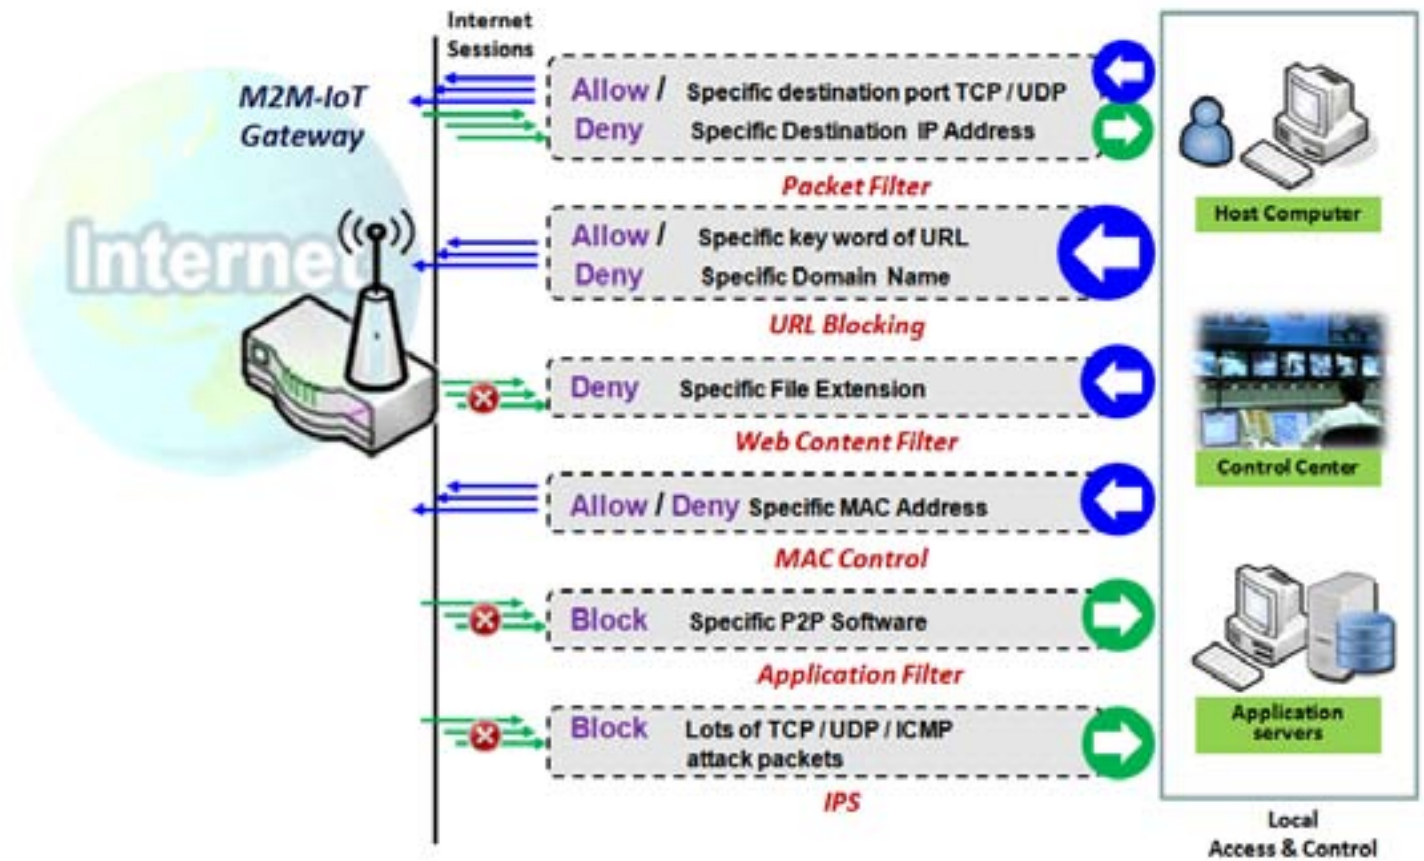 Internet
Sessions
M2M-IoT
Gateway
Internet
Allow / Specific destination port TCP / UDP
Deny Specific Destination IP Address
Packet Filter
Allow / Specific key word of URL
Deny Specific Domain Name
URL Blocking
Deny Specific File Extension
Web Content Filter
Allow / Deny Specific MAC Address
MAC Control
Block Specific P2P Software
Application Filter
Block Lots of TCP / UDP / ICMP
attack packets
IPS
Host Computer
Control Center
Application
servers
Local
Access & Control